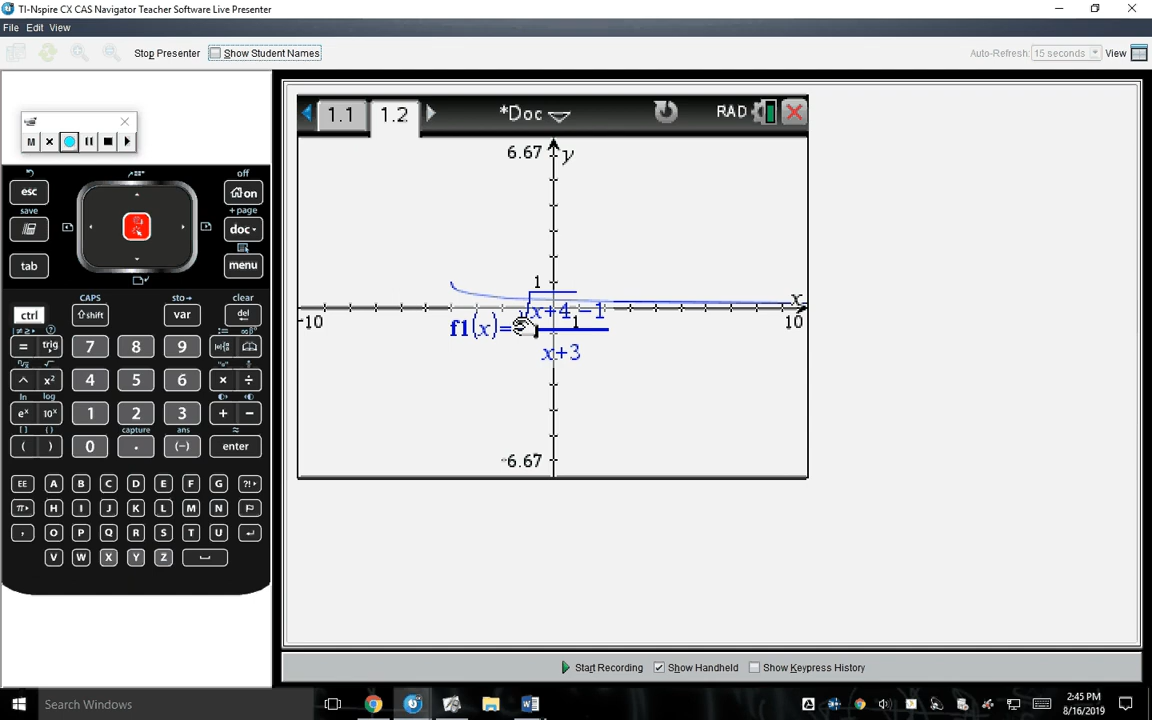 TI-Nspire CX CAS Navigator Teacher Software Live Presenter
File Edit View
Stop Presenter Show Student Names Auto-Refresh: 15 seconds View
M
1.1 1.2 *Doc RAD
6.67 y
1
x
-10 1 10
f1(x)=√x+4 -1
x+3
-6.67
off
esc on
save +page
doc
tab menu
CAPS sto→ clear
ctrl shift var del
= trig 7 8 9
^ x² 4 5 6 × ÷
ln log
eˣ 10ˣ 1 2 3 + −
[ ] { } capture ans ≈
( ) 0 . (−) enter
EE A B C D E F G ?!
π H I J K L M N
, O P Q R S T U
V W X Y Z
Start Recording Show Handheld Show Keypress History
Search Windows
2:45 PM
8/16/2019